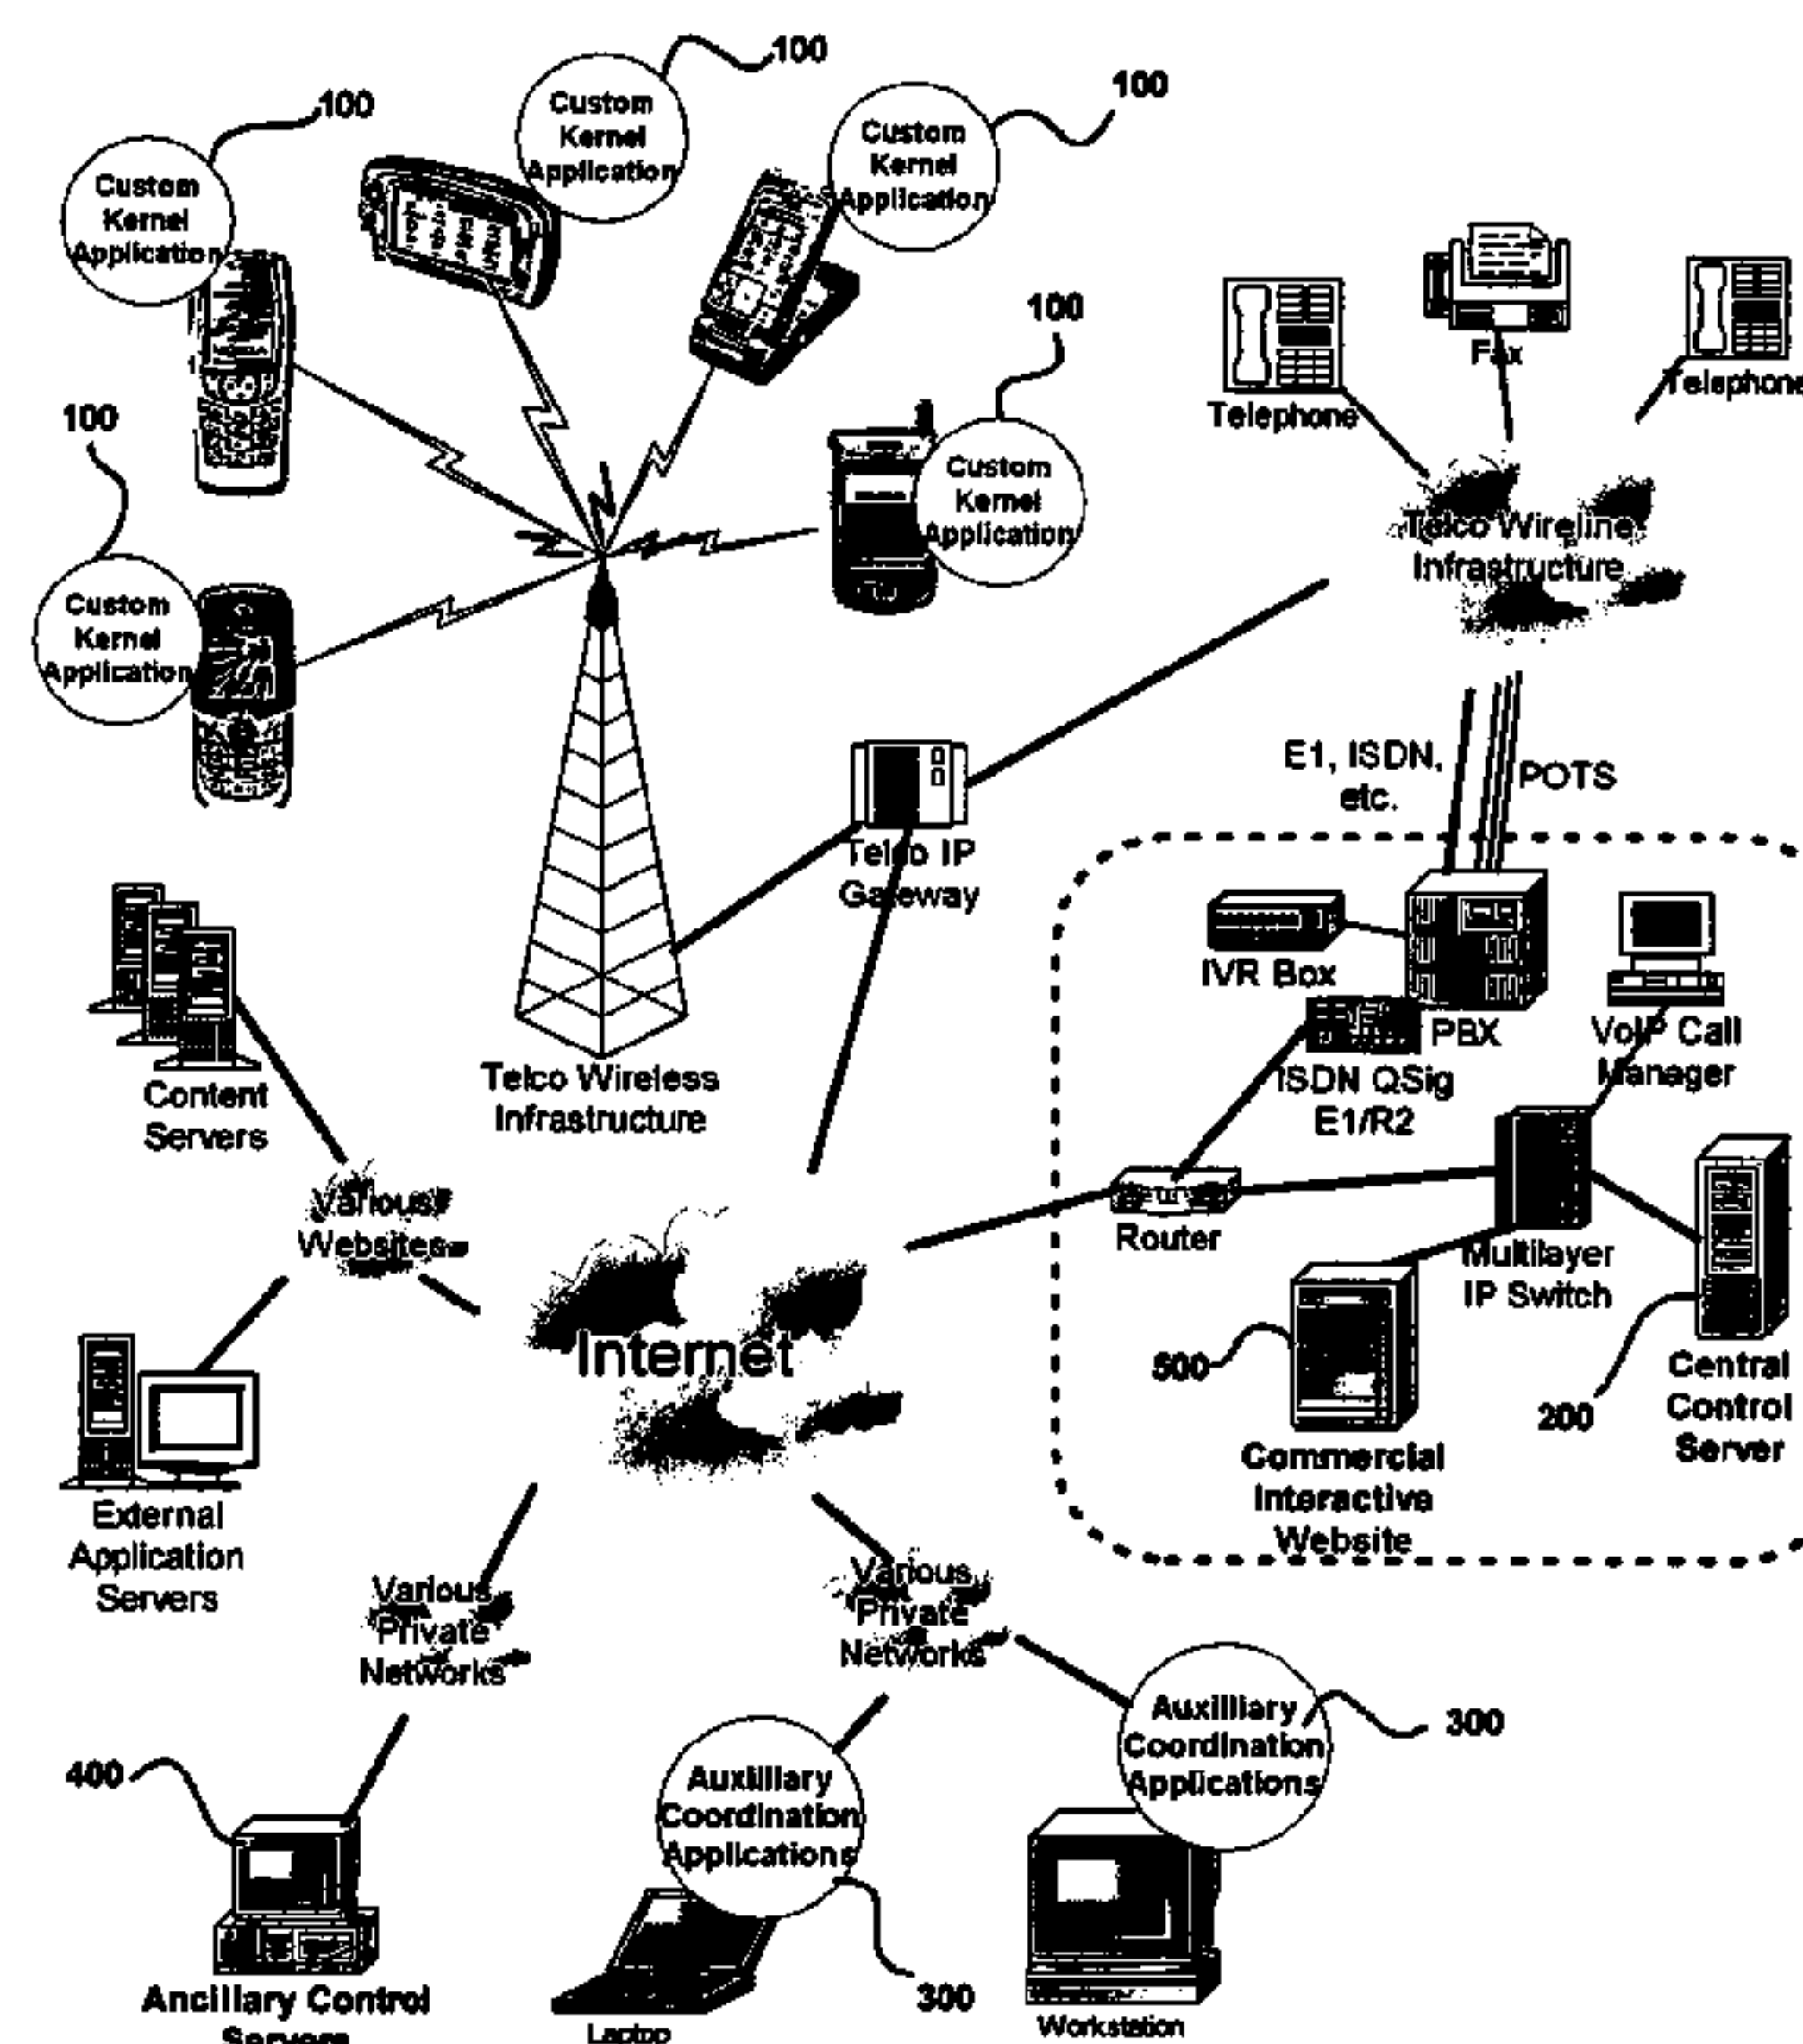 100
100
100
100
100
Custom
Kernel
Application
Custom
Kernel
Application
Custom
Kernel
Application
Custom
Kernel
Application
Custom
Kernel
Application
Telephone
Fax
Telephone
Telco Wireline
Infrastructure
E1, ISDN,
etc.
POTS
Telco IP
Gateway
Telco Wireless
Infrastructure
IVR Box
PBX
VoIP Call
Manager
ISDN QSig
E1/R2
Router
Multilayer
IP Switch
500
200
Commercial
Interactive
Website
Central
Control
Server
Content
Servers
Various
Websites
Internet
External
Application
Servers
Various
Private
Networks
Various
Private
Networks
400
Ancillary Control
Servers
Auxilliary
Coordination
Applications
300
Laptop
Auxilliary
Coordination
Applications
300
Workstation